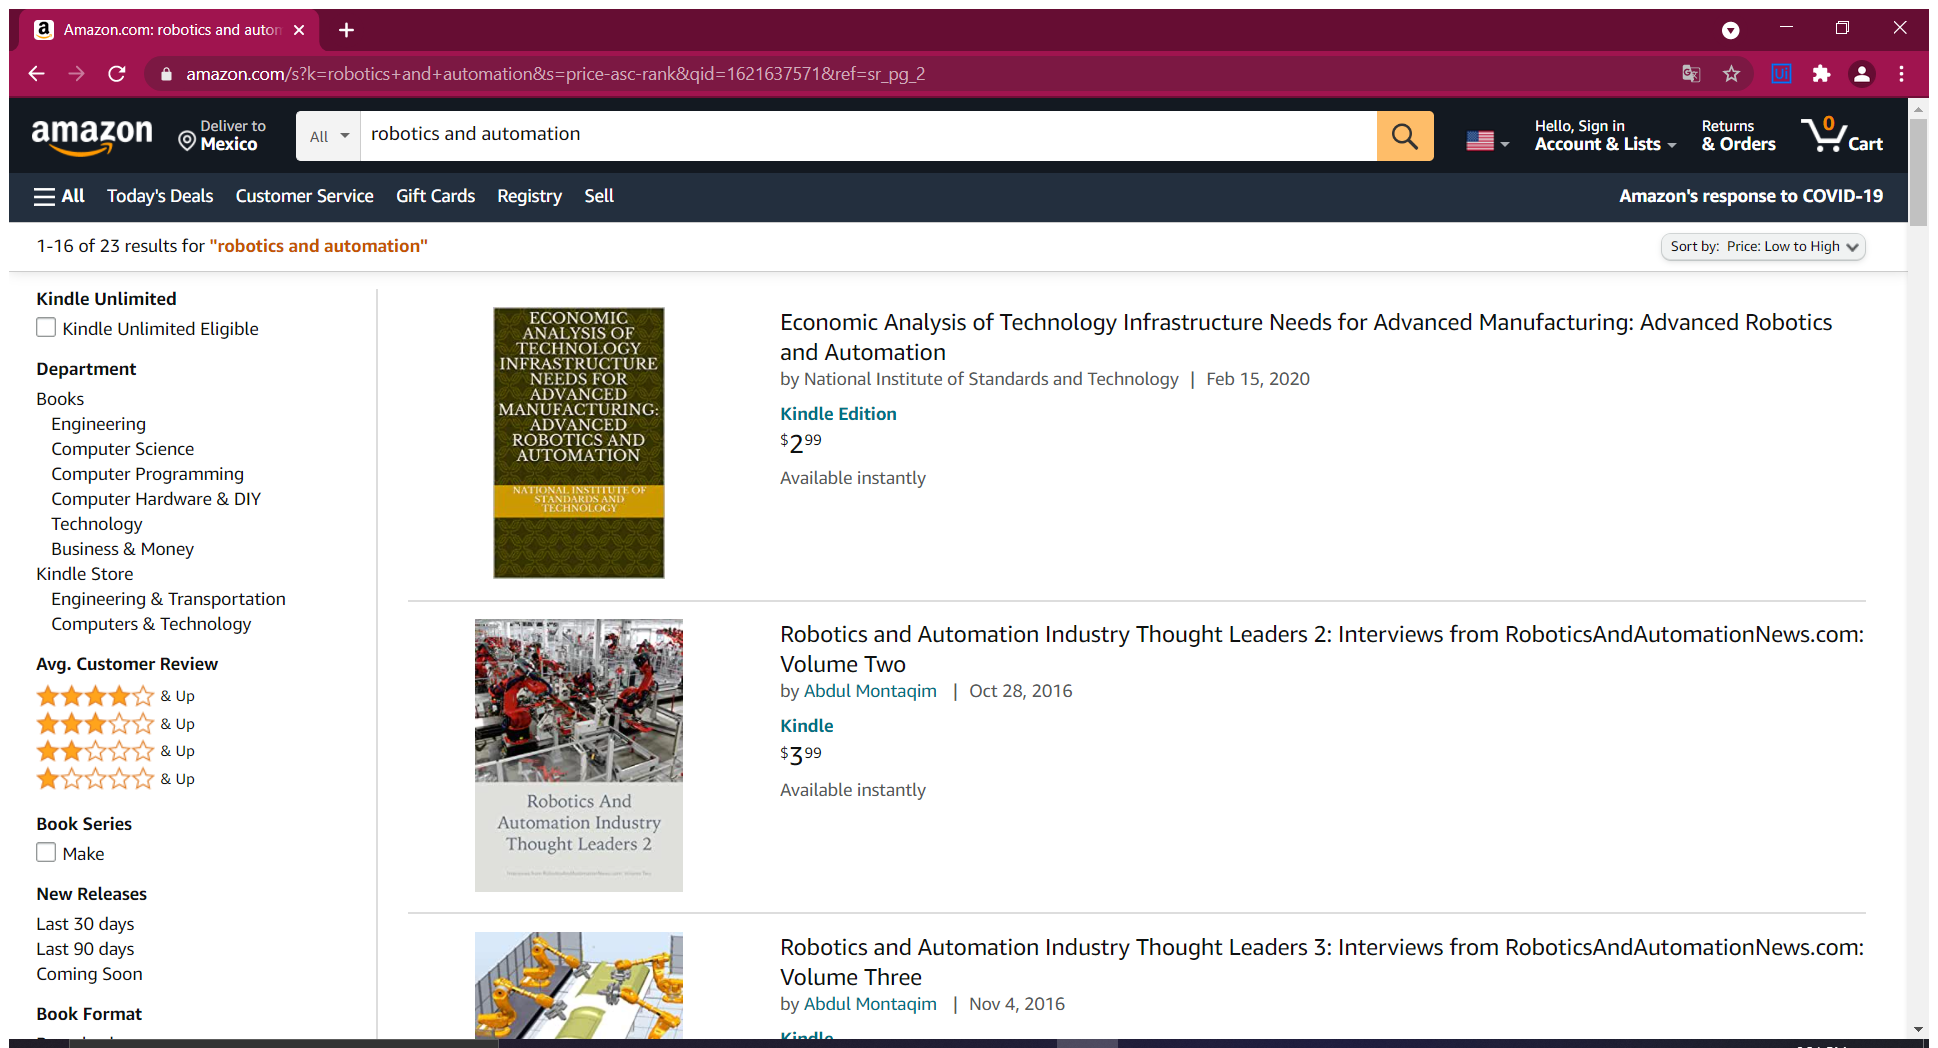 Amazon.com: robotics and autom
amazon.com/s?k=robotics+and+automation&s=price-asc-rank&qid=1621637571&ref=sr_pg_2
amazon
Deliver to
Mexico
All
robotics and automation
Hello, Sign in
Account & Lists
Returns
& Orders
0
Cart
All
Today's Deals
Customer Service
Gift Cards
Registry
Sell
Amazon's response to COVID-19
1-16 of 23 results for "robotics and automation"
Sort by: Price: Low to High
Kindle Unlimited
Kindle Unlimited Eligible
Department
Books
Engineering
Computer Science
Computer Programming
Computer Hardware & DIY
Technology
Business & Money
Kindle Store
Engineering & Transportation
Computers & Technology
Avg. Customer Review
& Up
& Up
& Up
& Up
Book Series
Make
New Releases
Last 30 days
Last 90 days
Coming Soon
Book Format
ECONOMIC
ANALYSIS OF
TECHNOLOGY
INFRASTRUCTURE
NEEDS FOR
ADVANCED
MANUFACTURING:
ADVANCED
ROBOTICS AND
AUTOMATION
NATIONAL INSTITUTE OF
STANDARDS AND
TECHNOLOGY
Economic Analysis of Technology Infrastructure Needs for Advanced Manufacturing: Advanced Robotics
and Automation
by National Institute of Standards and Technology | Feb 15, 2020
Kindle Edition
$2.99
Available instantly
Robotics And
Automation Industry
Thought Leaders 2
Interviews from RoboticsAndAutomationNews.com: Volume Two
Robotics and Automation Industry Thought Leaders 2: Interviews from RoboticsAndAutomationNews.com:
Volume Two
by Abdul Montaqim | Oct 28, 2016
Kindle
$3.99
Available instantly
Robotics and Automation Industry Thought Leaders 3: Interviews from RoboticsAndAutomationNews.com:
Volume Three
by Abdul Montaqim | Nov 4, 2016
Kindle